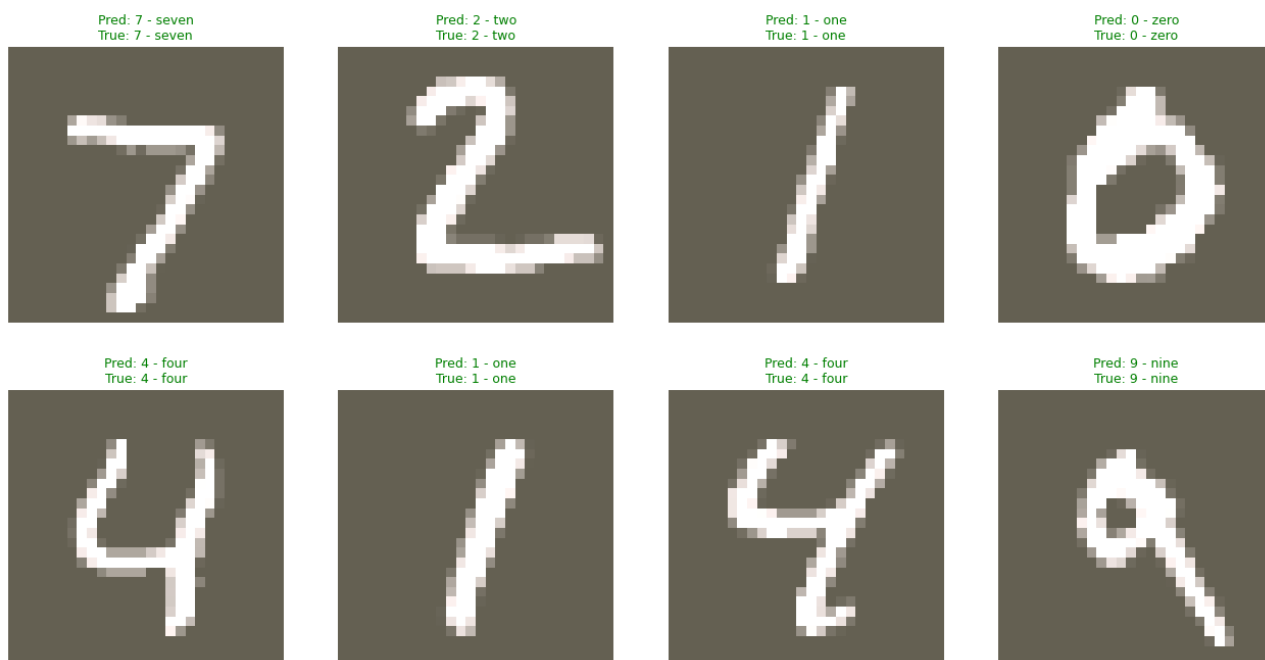 Pred: 7 - seven
True: 7 - seven
Pred: 2 - two
True: 2 - two
Pred: 1 - one
True: 1 - one
Pred: 0 - zero
True: 0 - zero
7
2
1
0
Pred: 4 - four
True: 4 - four
Pred: 1 - one
True: 1 - one
Pred: 4 - four
True: 4 - four
Pred: 9 - nine
True: 9 - nine
4
1
4
9